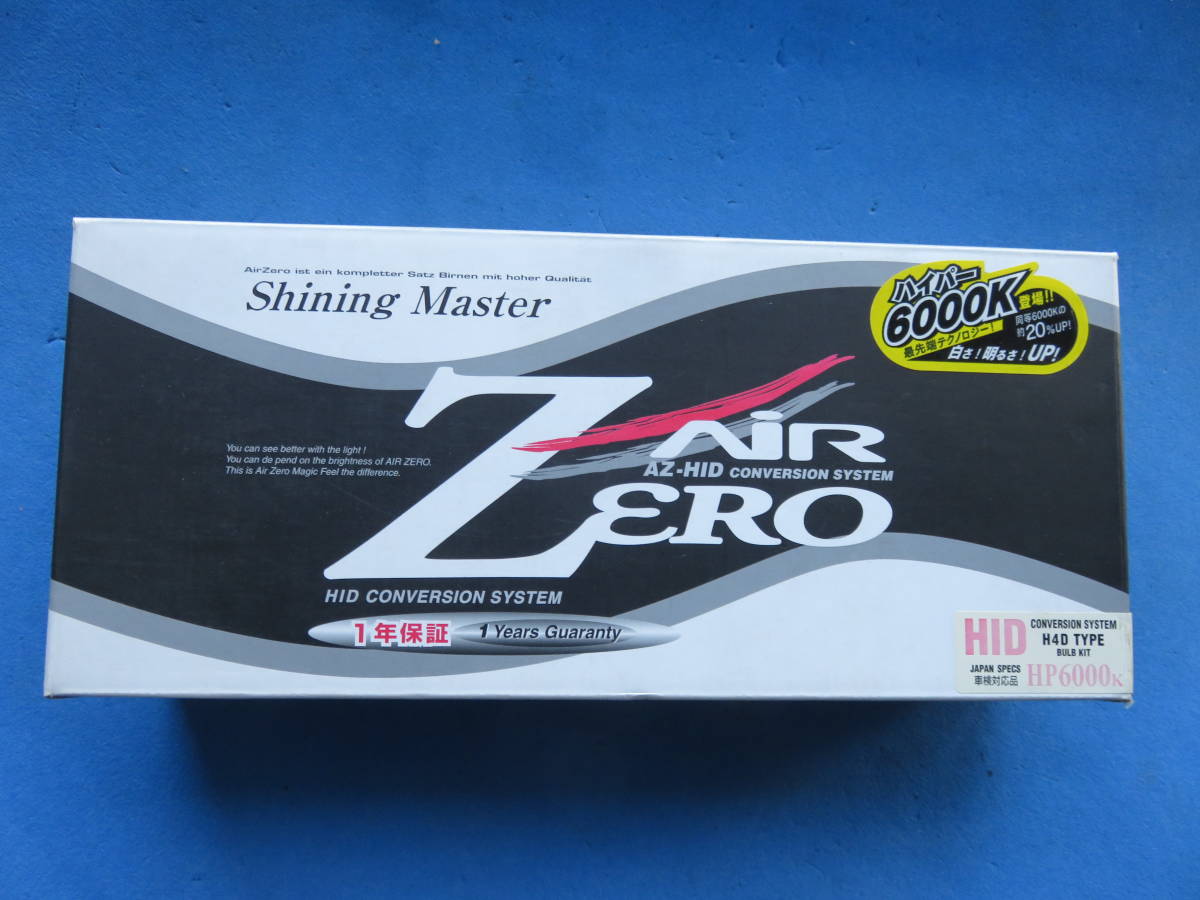 AirZero ist ein kompletter Satz Birnen mit hoher Qualität
Shining Master
ハイパー
6000K
登場!!
最先端テクノロジー!
同等6000Kの
約20%UP!
白さ!明るさ!UP!
You can see better with the light !
You can de pend on the brightness of AIR ZERO.
This is Air Zero Magic Feel the difference.
AiR
AZ-HID CONVERSION SYSTEM
ZERO
HID CONVERSION SYSTEM
1年保証
1 Years Guaranty
HID
CONVERSION SYSTEM
H4D TYPE
BULB KIT
JAPAN SPECS
車検対応品
HP6000K